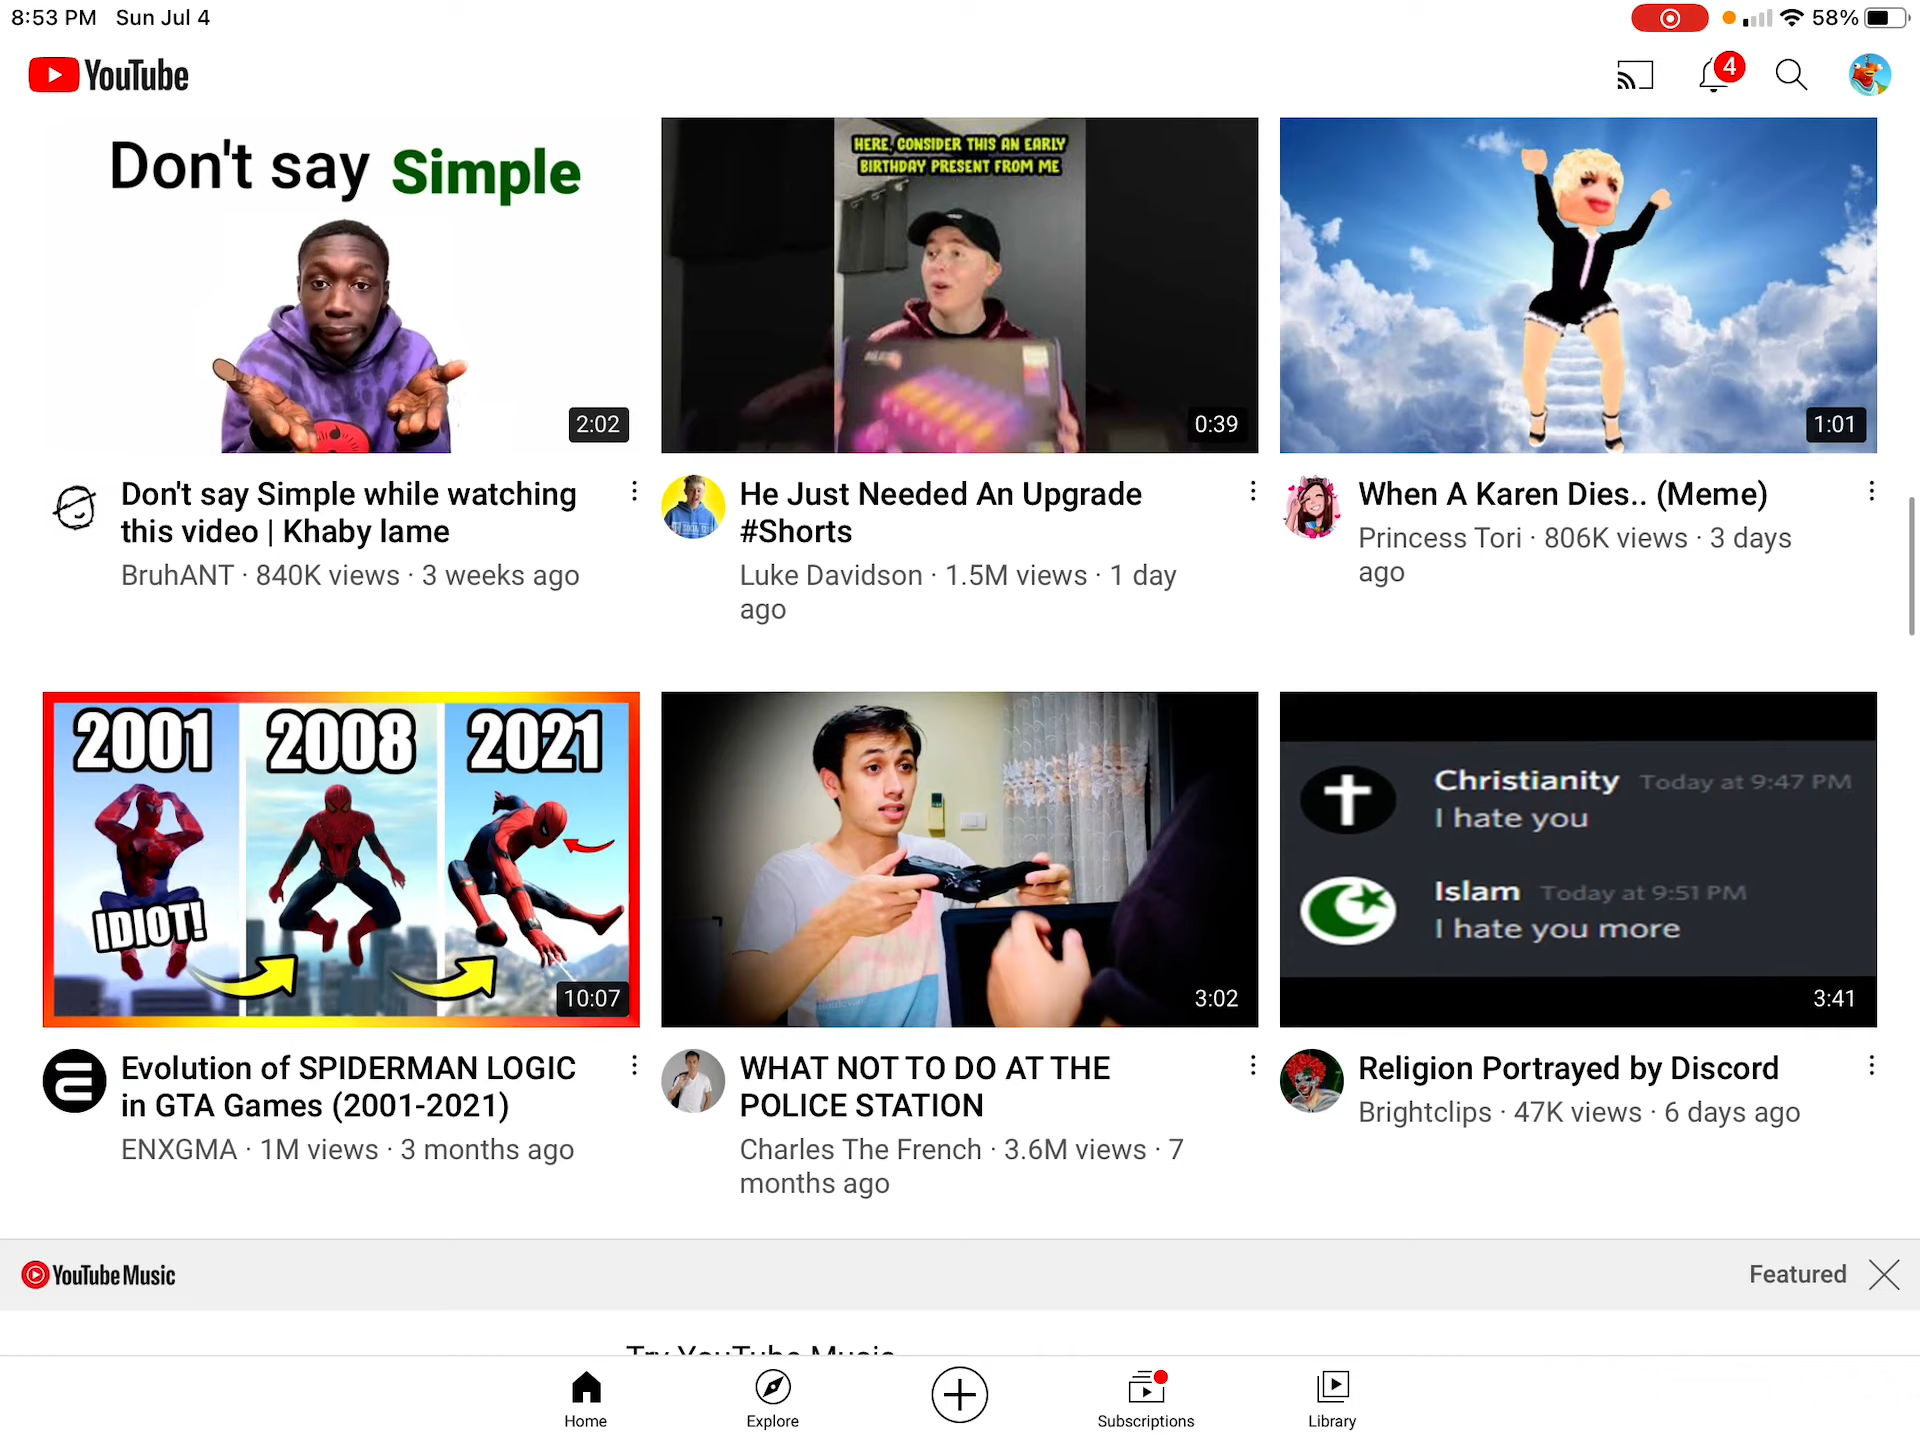 8:53 PM Sun Jul 4
58%
YouTube
4
Don't say Simple
2:02
HERE, CONSIDER THIS AN EARLY
BIRTHDAY PRESENT FROM ME
0:39
1:01
Don't say Simple while watching
this video | Khaby lame
BruhANT · 840K views · 3 weeks ago
He Just Needed An Upgrade
#Shorts
Luke Davidson · 1.5M views · 1 day
ago
When A Karen Dies.. (Meme)
Princess Tori · 806K views · 3 days
ago
2001 2008 2021
IDIOT!
10:07
3:02
Christianity Today at 9:47 PM
I hate you
Islam Today at 9:51 PM
I hate you more
3:41
Evolution of SPIDERMAN LOGIC
in GTA Games (2001-2021)
ENXGMA · 1M views · 3 months ago
WHAT NOT TO DO AT THE
POLICE STATION
Charles The French · 3.6M views · 7
months ago
Religion Portrayed by Discord
Brightclips · 47K views · 6 days ago
YouTube Music
Featured
Try YouTube Music
Home
Explore
Subscriptions
Library